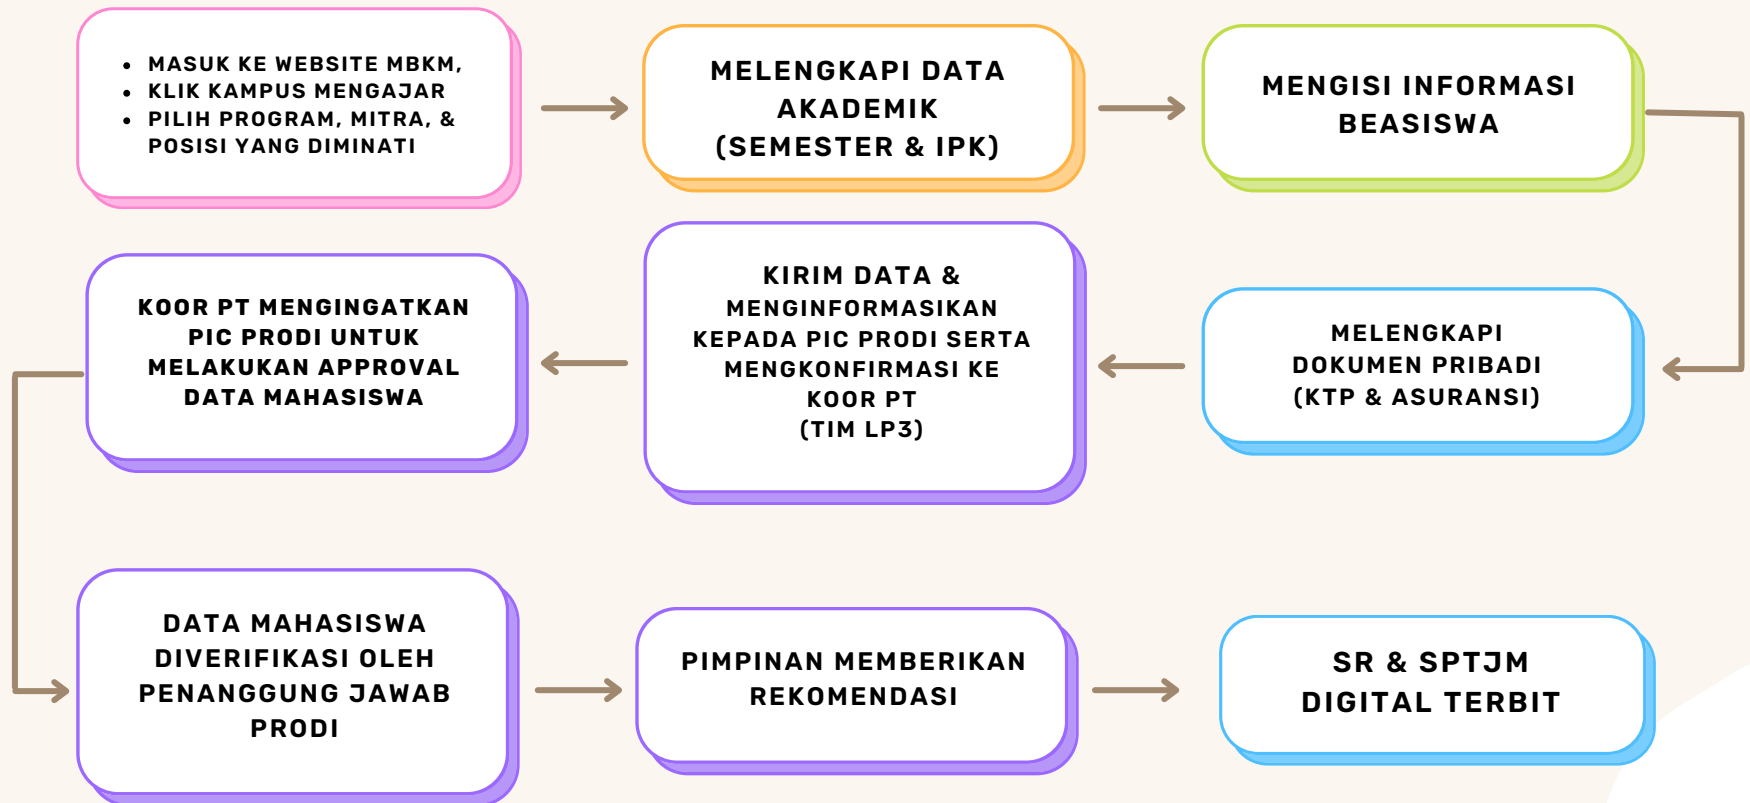 • MASUK KE WEBSITE MBKM,
• KLIK KAMPUS MENGAJAR
• PILIH PROGRAM, MITRA, &
POSISI YANG DIMINATI
MELENGKAPI DATA
AKADEMIK
(SEMESTER & IPK)
MENGISI INFORMASI
BEASISWA
MELENGKAPI
DOKUMEN PRIBADI
(KTP & ASURANSI)
KIRIM DATA &
MENGINFORMASIKAN
KEPADA PIC PRODI SERTA
MENGKONFIRMASI KE
KOOR PT
(TIM LP3)
KOOR PT MENGINGATKAN
PIC PRODI UNTUK
MELAKUKAN APPROVAL
DATA MAHASISWA
DATA MAHASISWA
DIVERIFIKASI OLEH
PENANGGUNG JAWAB
PRODI
PIMPINAN MEMBERIKAN
REKOMENDASI
SR & SPTJM
DIGITAL TERBIT